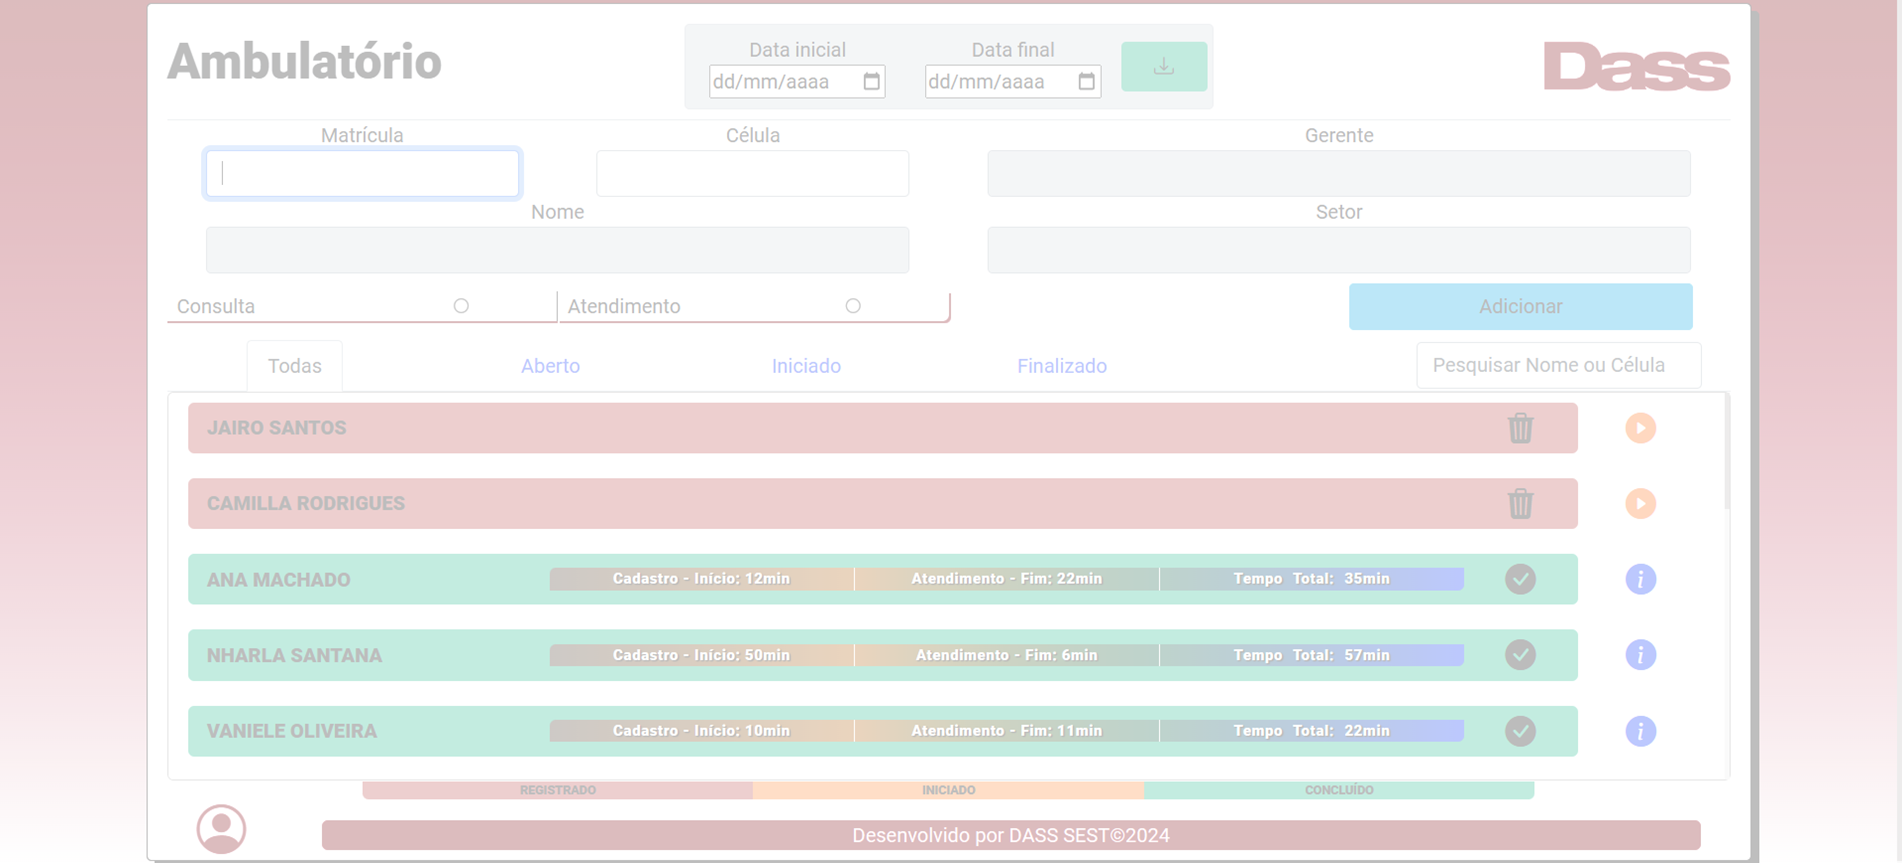 Ambulatório
Data inicial
Data final
dd/mm/aaaa
dd/mm/aaaa
Dass
Matrícula
Célula
Gerente
Nome
Setor
Consulta
Atendimento
Adicionar
Todas
Aberto
Iniciado
Finalizado
Pesquisar Nome ou Célula
JAIRO SANTOS
CAMILLA RODRIGUES
ANA MACHADO
Cadastro - Início: 12min
Atendimento - Fim: 22min
Tempo Total: 35min
NHARLA SANTANA
Cadastro - Início: 50min
Atendimento - Fim: 6min
Tempo Total: 57min
VANIELE OLIVEIRA
Cadastro - Início: 10min
Atendimento - Fim: 11min
Tempo Total: 22min
REGISTRADO
INICIADO
CONCLUÍDO
Desenvolvido por DASS SEST©2024